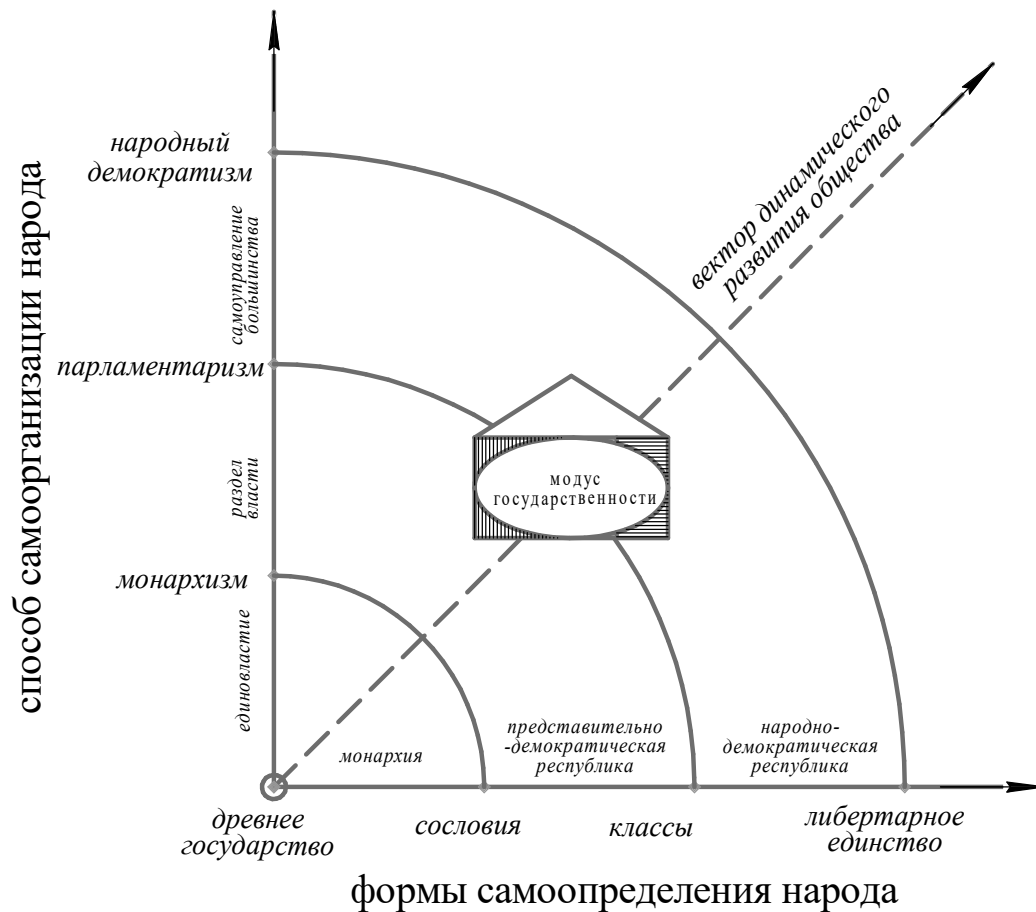 народный
демократизм
вектор динамического
развития общества
способ самоорганизации народа
самоуправление
большинства
парламентаризм
модус
государственности
раздел
власти
монархизм
единовластие
монархия
представительно
-демократическая
республика
народно-
демократическая
республика
древнее
государство
сословия
классы
либертарное
единство
формы самоопределения народа